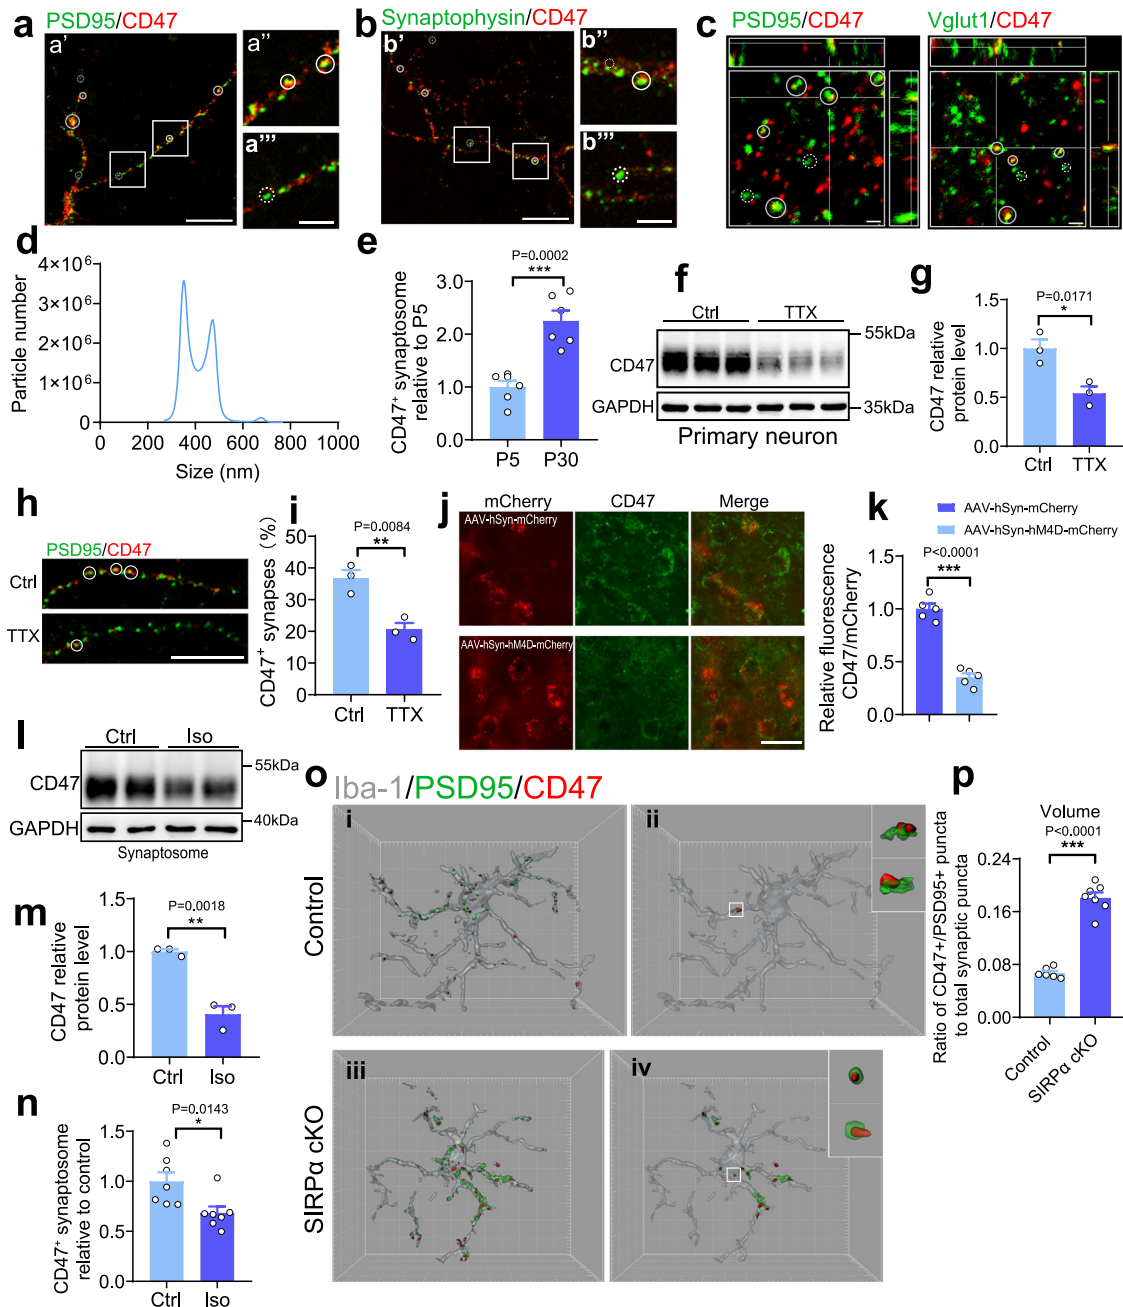 a
PSD95/CD47
a'
a''
a'''
b
Synaptophysin/CD47
b'
b''
b'''
c
PSD95/CD47
Vglut1/CD47
d
Particle number
4×10⁶
3×10⁶
2×10⁶
1×10⁶
0
0 200 400 600 800 1000
Size (nm)
e
CD47⁺ synaptosome
relative to P5
P=0.0002
***
3.0
2.0
1.0
0.0
P5 P30
f
Ctrl TTX
55kDa
CD47
GAPDH
35kDa
Primary neuron
g
CD47 relative
protein level
P=0.0171
*
1.5
1.0
0.5
0.0
Ctrl TTX
h
PSD95/CD47
Ctrl
TTX
i
CD47⁺ synapses (%)
P=0.0084
**
50
40
30
20
10
0
Ctrl TTX
j
mCherry CD47 Merge
AAV-hSyn-mCherry
AAV-hSyn-hM4D-mCherry
k
AAV-hSyn-mCherry
AAV-hSyn-hM4D-mCherry
Relative fluorescence
CD47/mCherry
P<0.0001
***
1.5
1.0
0.5
0.0
l
Ctrl Iso
55kDa
CD47
GAPDH
40kDa
Synaptosome
m
CD47 relative
protein level
P=0.0018
**
1.5
1.0
0.5
0.0
Ctrl Iso
n
CD47⁺ synaptosome
relative to control
P=0.0143
*
1.5
1.0
0.5
0.0
Ctrl Iso
o
Iba-1/PSD95/CD47
Control
i
ii
SIRPα cKO
iii
iv
p
Volume
P<0.0001
***
Ratio of CD47+/PSD95+ puncta
to total synaptic puncta
0.24
0.16
0.08
0.00
Control
SIRPα cKO